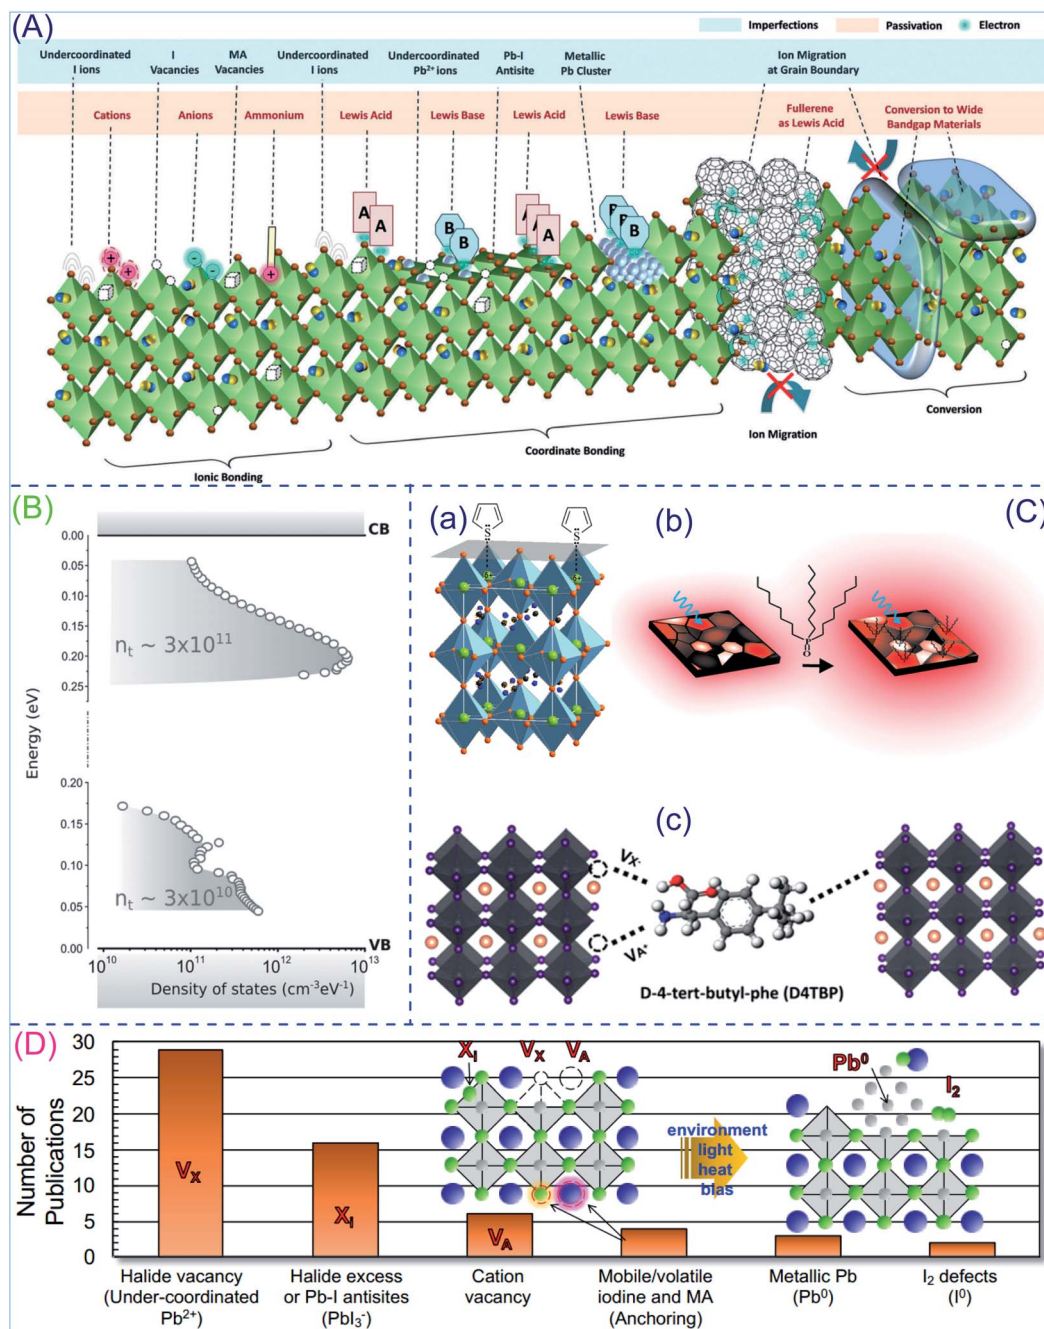 (A)
Imperfections
Passivation
Electron
Undercoordinated
I ions
I
Vacancies
MA
Vacancies
Undercoordinated
I ions
Undercoordinated
Pb²⁺ ions
Pb-I
Antisite
Metallic
Pb Cluster
Ion Migration
at Grain Boundary
Cations
Anions
Ammonium
Lewis Acid
Lewis Base
Lewis Acid
Lewis Base
Fullerene
as Lewis Acid
Conversion to Wide
Bandgap Materials
A
A
B
B
A
A
B
B
+
+
-
-
+
Ionic Bonding
Coordinate Bonding
Ion Migration
Conversion
(B)
CB
0.00
0.05
0.10
0.15
0.20
0.25
nₜ ~ 3x10¹¹
Energy (eV)
0.20
0.15
0.10
0.05
0.00
nₜ ~ 3x10¹⁰
VB
10¹⁰
10¹¹
10¹²
10¹³
Density of states (cm⁻³eV⁻¹)
(C)
(a)
S
S
δ+
δ+
(b)
P
O
(c)
Vx-
VA+
D-4-tert-butyl-phe (D4TBP)
(D)
Number of
Publications
30
25
20
15
10
5
0
Vx
XI
VA
XI
Vx
VA
environment
light
heat
bias
Pb⁰
I₂
Halide vacancy
(Under-coordinated
Pb²⁺)
Halide excess
or Pb-I antisites
(PbI₃⁻)
Cation
vacancy
Mobile/volatile
iodine and MA
(Anchoring)
Metallic Pb
(Pb⁰)
I₂ defects
(I⁰)